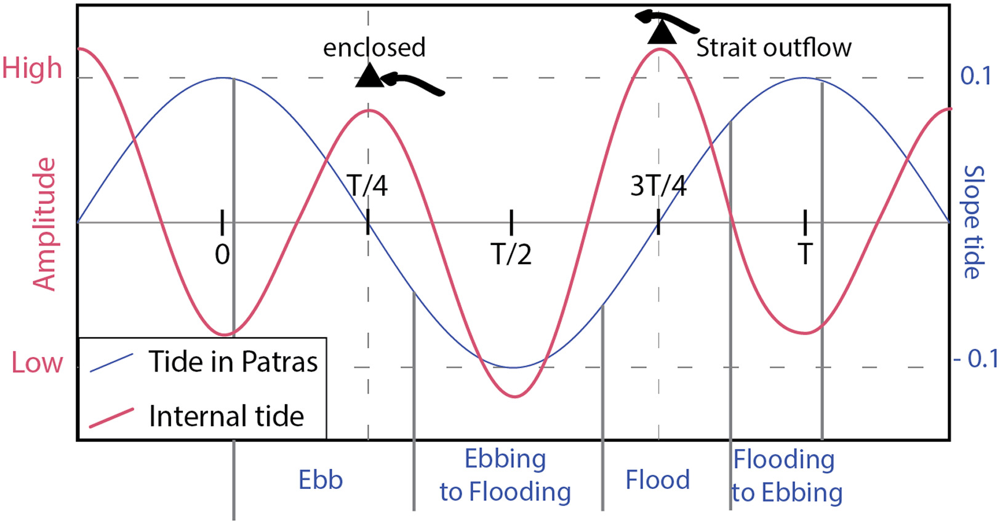 enclosed
Strait outflow
High
0.1
T/4
3T/4
Amplitude
Slope tide
0
T/2
T
Low
- 0.1
Tide in Patras
Internal tide
Ebb
Ebbing
to Flooding
Flood
Flooding
to Ebbing